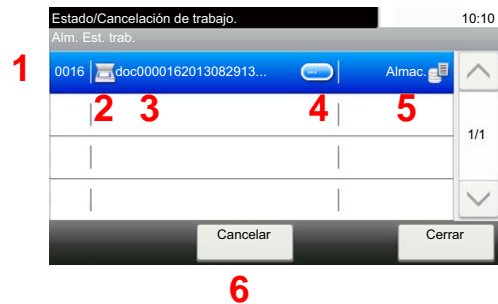 Estado/Cancelación de trabajo. 10:10
Alm. Est. trab.
1 0016 doc0000162013082913... Almac.
2 3 4 5
1/1
Cancelar Cerrar
6